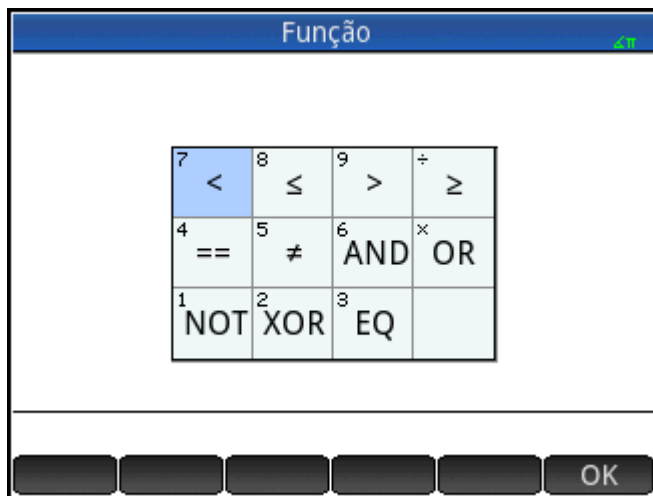 Função
∡π
7 < 8 ≤ 9 > ÷ ≥
4 == 5 ≠ 6 AND × OR
1 NOT 2 XOR 3 EQ
OK